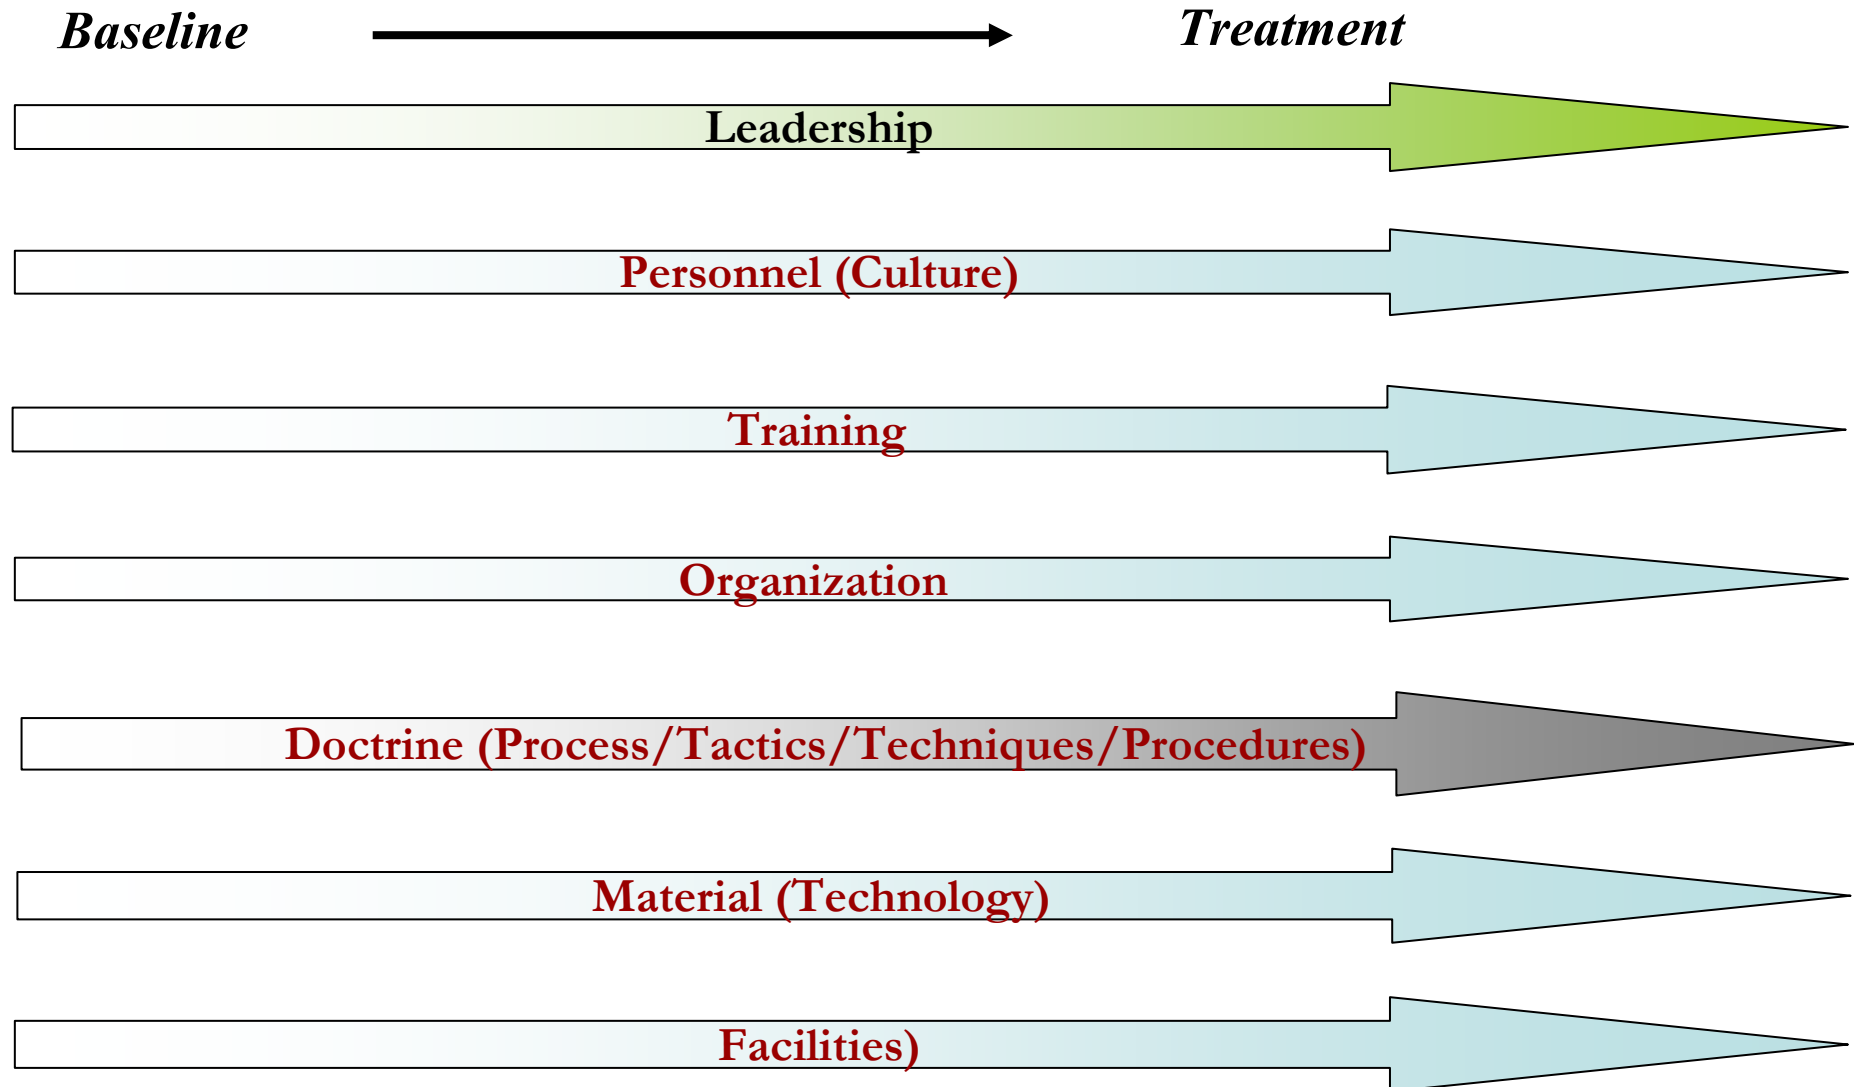 Baseline
Treatment
Leadership
Personnel (Culture)
Training
Organization
Doctrine (Process/Tactics/Techniques/Procedures)
Material (Technology)
Facilities)